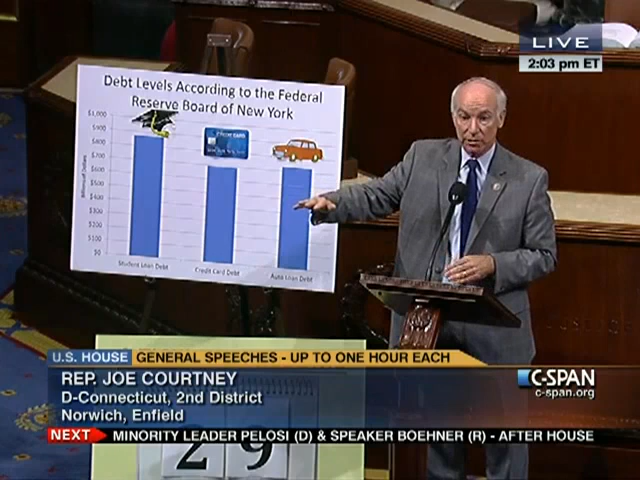 LIVE
2:03 pm ET
Debt Levels According to the Federal
Reserve Board of New York
$1,000
$900
$800
$700
$600
$500
$400
$300
$200
$100
$0
Student Loan Debt
Credit Card Debt
Auto Loan Debt
U.S. HOUSE GENERAL SPEECHES - UP TO ONE HOUR EACH
REP. JOE COURTNEY
D-Connecticut, 2nd District
Norwich, Enfield
C-SPAN
c-span.org
NEXT MINORITY LEADER PELOSI (D) & SPEAKER BOEHNER (R) - AFTER HOUSE
29